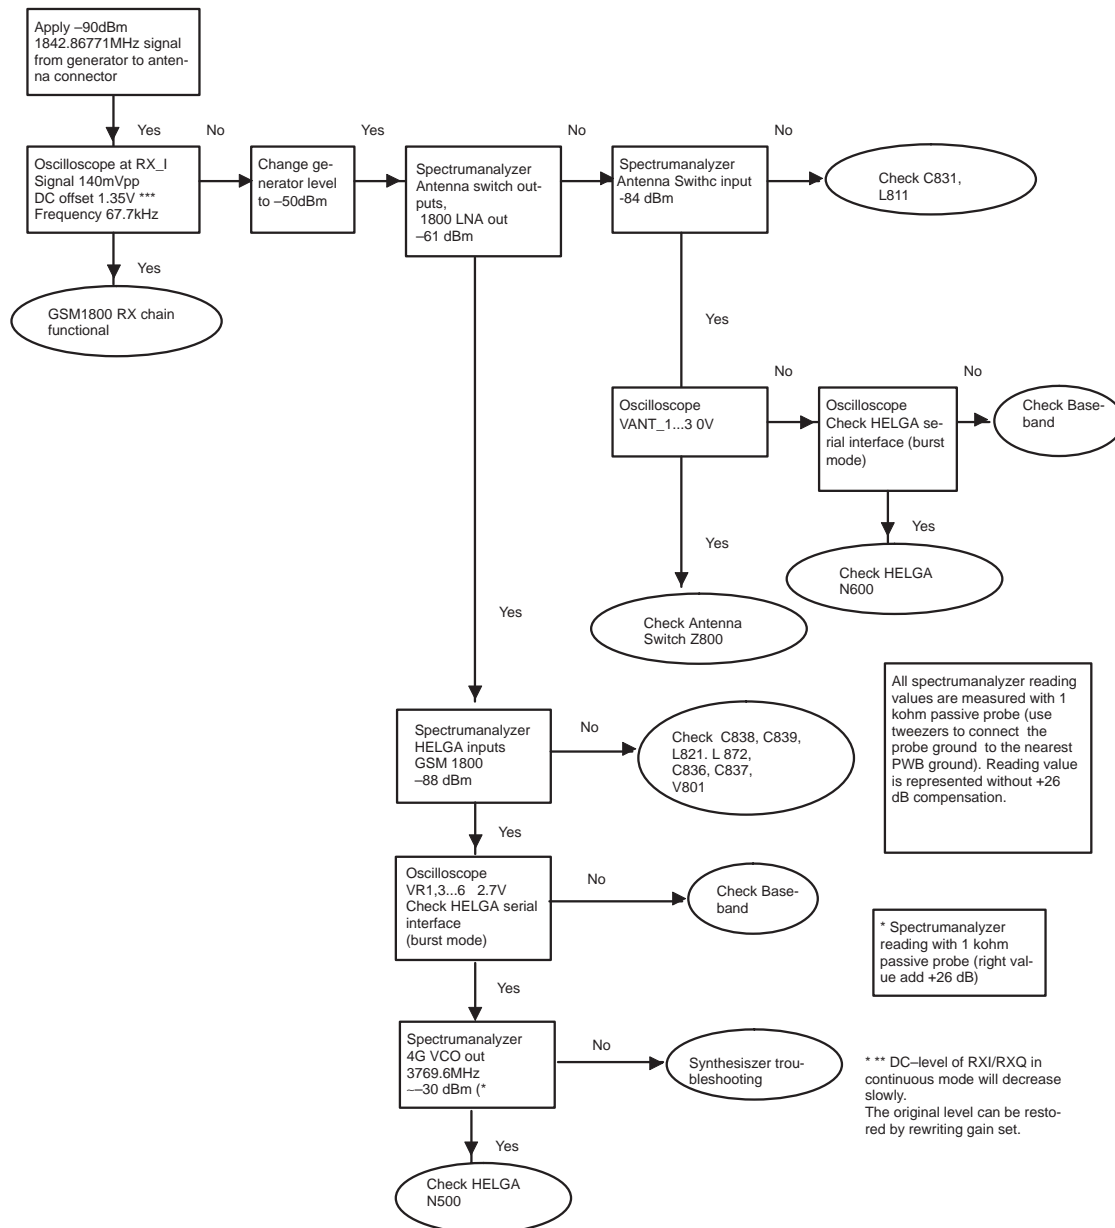 Apply –90dBm
1842.86771MHz signal
from generator to anten-
na connector
Yes
No
Yes
No
No
Oscilloscope at RX_I
Signal 140mVpp
DC offset 1.35V ***
Frequency 67.7kHz
Change ge-
nerator level
to –50dBm
Spectrumanalyzer
Antenna switch out-
puts,
1800 LNA out
–61 dBm
Spectrumanalyzer
Antenna Swithc input
-84 dBm
Check C831,
L811
Yes
GSM1800 RX chain
functional
Yes
No
No
Oscilloscope
VANT_1...3 0V
Oscilloscope
Check HELGA se-
rial interface (burst
mode)
Check Base-
band
Yes
Yes
Check HELGA
N600
Yes
Check Antenna
Switch Z800
All spectrumanalyzer reading
values are measured with 1
kohm passive probe (use
tweezers to connect the
probe ground to the nearest
PWB ground). Reading value
is represented without +26
dB compensation.
Spectrumanalyzer
HELGA inputs
GSM 1800
–88 dBm
No
Check C838, C839,
L821. L 872,
C836, C837,
V801
Yes
Oscilloscope
VR1,3...6 2.7V
Check HELGA serial
interface
(burst mode)
No
Check Base-
band
* Spectrumanalyzer
reading with 1 kohm
passive probe (right val-
ue add +26 dB)
Yes
Spectrumanalyzer
4G VCO out
3769.6MHz
~–30 dBm (*
No
Synthesiszer trou-
bleshooting
* ** DC–level of RXI/RXQ in
continuous mode will decrease
slowly.
The original level can be resto-
red by rewriting gain set.
Yes
Check HELGA
N500